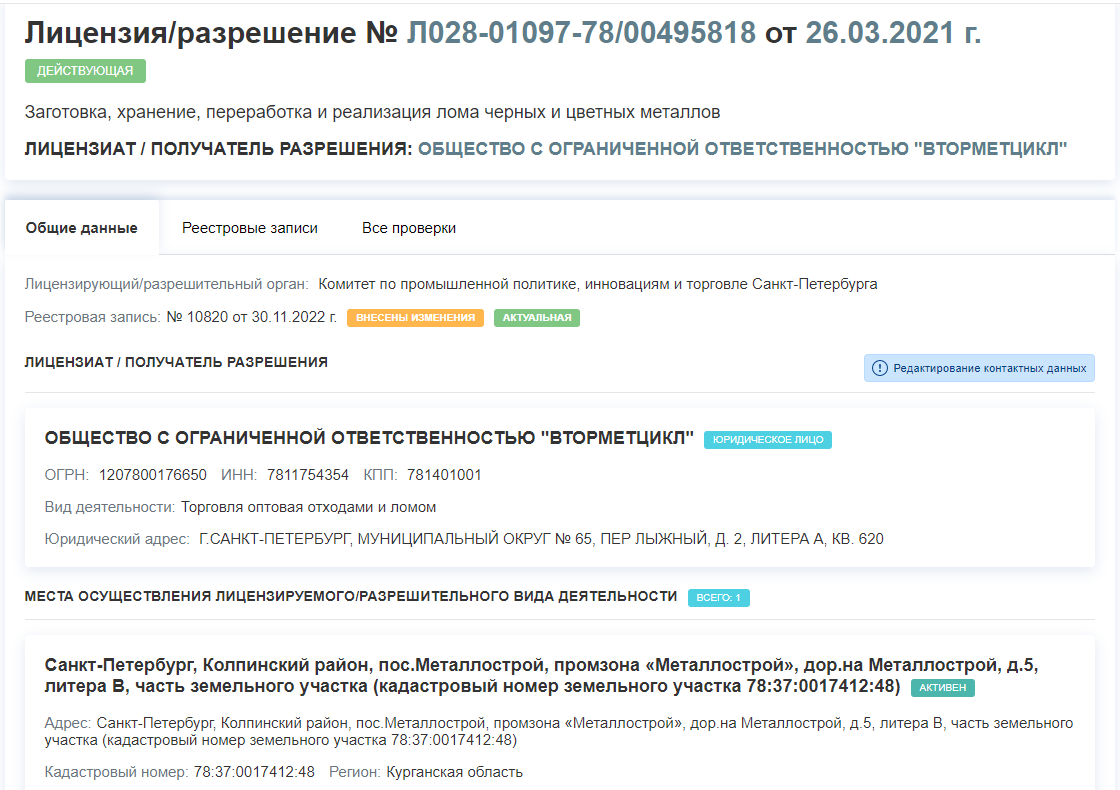 Лицензия/разрешение № Л028-01097-78/00495818 от 26.03.2021 г.
ДЕЙСТВУЮЩАЯ
Заготовка, хранение, переработка и реализация лома черных и цветных металлов
ЛИЦЕНЗИАТ / ПОЛУЧАТЕЛЬ РАЗРЕШЕНИЯ: ОБЩЕСТВО С ОГРАНИЧЕННОЙ ОТВЕТСТВЕННОСТЬЮ "ВТОРМЕТЦИКЛ"
Общие данные Реестровые записи Все проверки
Лицензирующий/разрешительный орган: Комитет по промышленной политике, инновациям и торговле Санкт-Петербурга
Реестровая запись: № 10820 от 30.11.2022 г. ВНЕСЕНЫ ИЗМЕНЕНИЯ АКТУАЛЬНАЯ
ЛИЦЕНЗИАТ / ПОЛУЧАТЕЛЬ РАЗРЕШЕНИЯ
Редактирование контактных данных
ОБЩЕСТВО С ОГРАНИЧЕННОЙ ОТВЕТСТВЕННОСТЬЮ "ВТОРМЕТЦИКЛ" ЮРИДИЧЕСКОЕ ЛИЦО
ОГРН: 1207800176650 ИНН: 7811754354 КПП: 781401001
Вид деятельности: Торговля оптовая отходами и ломом
Юридический адрес: Г.САНКТ-ПЕТЕРБУРГ, МУНИЦИПАЛЬНЫЙ ОКРУГ № 65, ПЕР ЛЫЖНЫЙ, Д. 2, ЛИТЕРА А, КВ. 620
МЕСТА ОСУЩЕСТВЛЕНИЯ ЛИЦЕНЗИРУЕМОГО/РАЗРЕШИТЕЛЬНОГО ВИДА ДЕЯТЕЛЬНОСТИ ВСЕГО: 1
Санкт-Петербург, Колпинский район, пос.Металлострой, промзона «Металлострой», дор.на Металлострой, д.5,
литера В, часть земельного участка (кадастровый номер земельного участка 78:37:0017412:48) АКТИВЕН
Адрес: Санкт-Петербург, Колпинский район, пос.Металлострой, промзона «Металлострой», дор.на Металлострой, д.5, литера В, часть земельного
участка (кадастровый номер земельного участка 78:37:0017412:48)
Кадастровый номер: 78:37:0017412:48 Регион: Курганская область